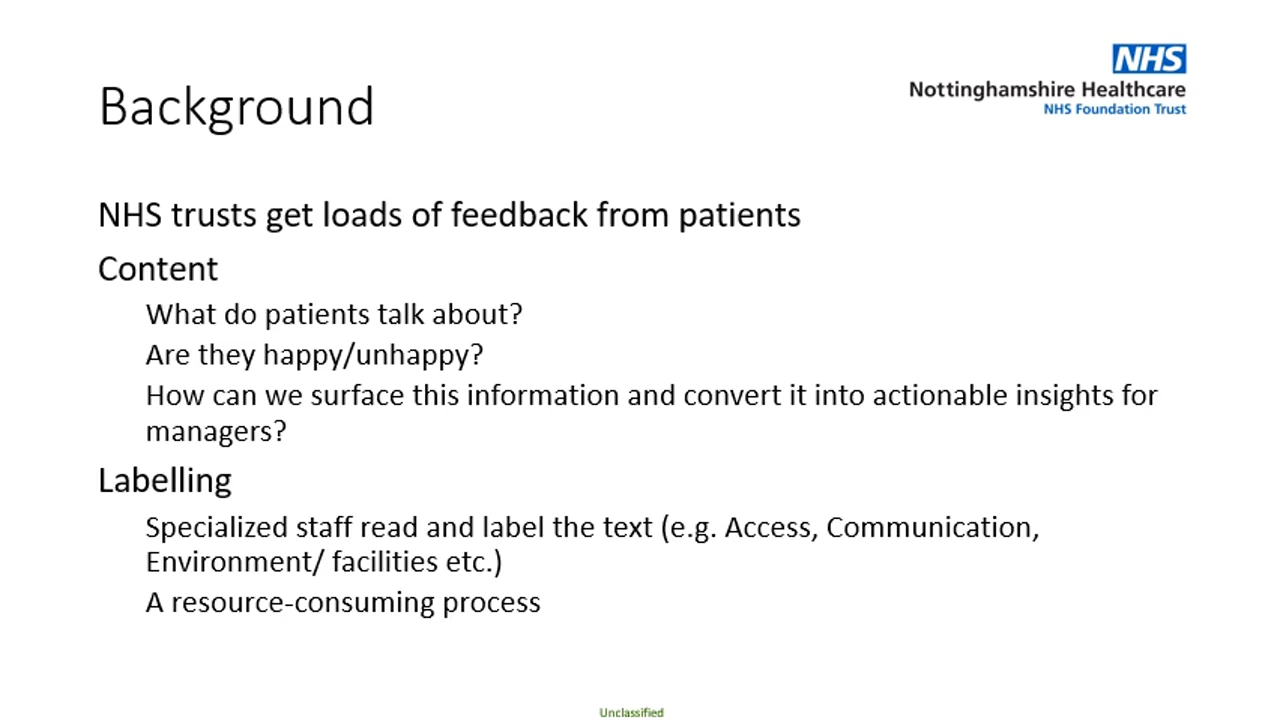 NHS
Nottinghamshire Healthcare
NHS Foundation Trust
Background
NHS trusts get loads of feedback from patients
Content
What do patients talk about?
Are they happy/unhappy?
How can we surface this information and convert it into actionable insights for
managers?
Labelling
Specialized staff read and label the text (e.g. Access, Communication,
Environment/ facilities etc.)
A resource-consuming process
Unclassified